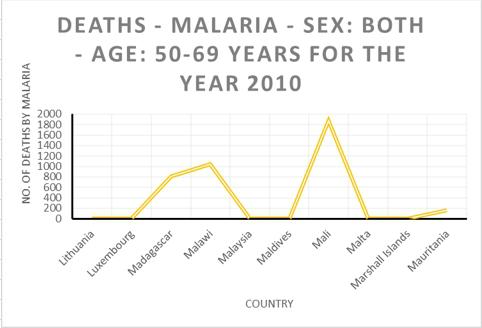 DEATHS - MALARIA - SEX: BOTH
- AGE: 50-69 YEARS FOR THE
YEAR 2010
NO. OF DEATHS BY MALARIA
2000
1800
1600
1400
1200
1000
800
600
400
200
0
Lithuania
Luxembourg
Madagascar
Malawi
Malaysia
Maldives
Mali
Malta
Marshall Islands
Mauritania
COUNTRY